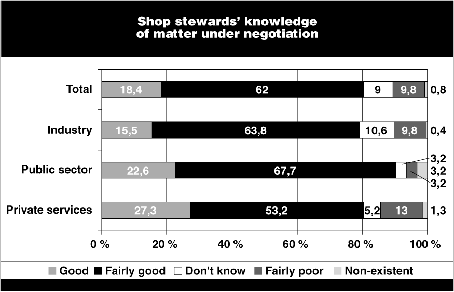 Shop stewards' knowledge
of matter under negotiation
Total 18,4 62 9 9,8 0,8
Industry 15,5 63,8 10,6 9,8 0,4
Public sector 22,6 67,7 3,2
3,2
3,2
Private services 27,3 53,2 5,2 13 1,3
0 % 20 % 40 % 60 % 80 % 100 %
Good Fairly good Don't know Fairly poor Non-existent